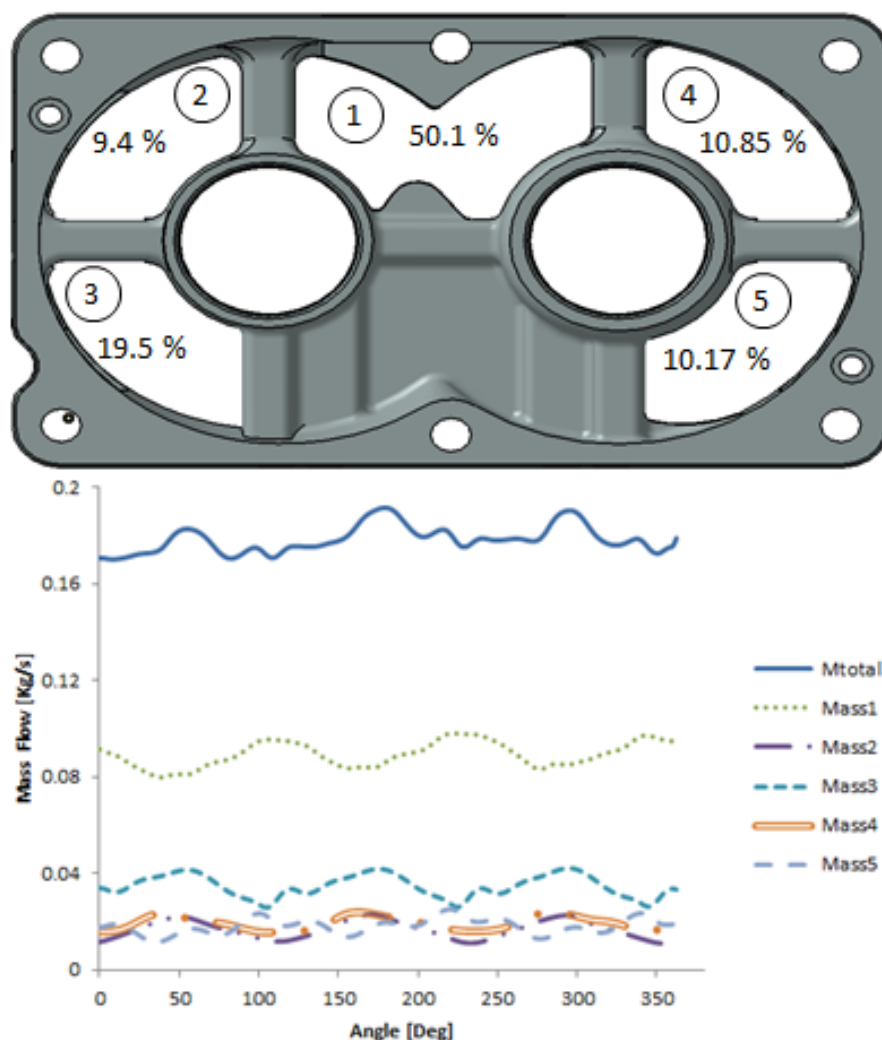 2
9.4 %
1
50.1 %
4
10.85 %
3
19.5 %
5
10.17 %
0.2
0.16
0.12
0.08
0.04
0
Mass Flow [Kg/s]
0 50 100 150 200 250 300 350
Angle [Deg]
Mtotal
Mass1
Mass2
Mass3
Mass4
Mass5